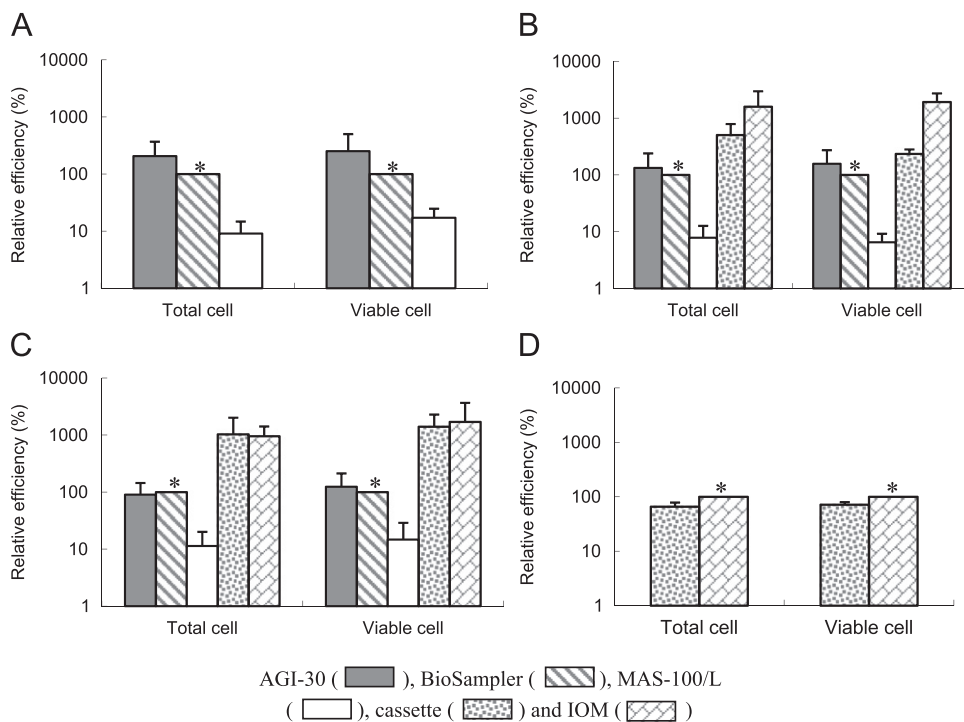 A
B
Relative efficiency (%)
10000
1000
100
10
1
*
*
Total cell
Viable cell
Relative efficiency (%)
10000
1000
100
10
1
*
*
Total cell
Viable cell
C
D
Relative efficiency (%)
10000
1000
100
10
1
*
*
Total cell
Viable cell
Relative efficiency (%)
10000
1000
100
10
1
*
*
Total cell
Viable cell
AGI-30 ( ), BioSampler ( ), MAS-100/L
( ), cassette ( ) and IOM ( )